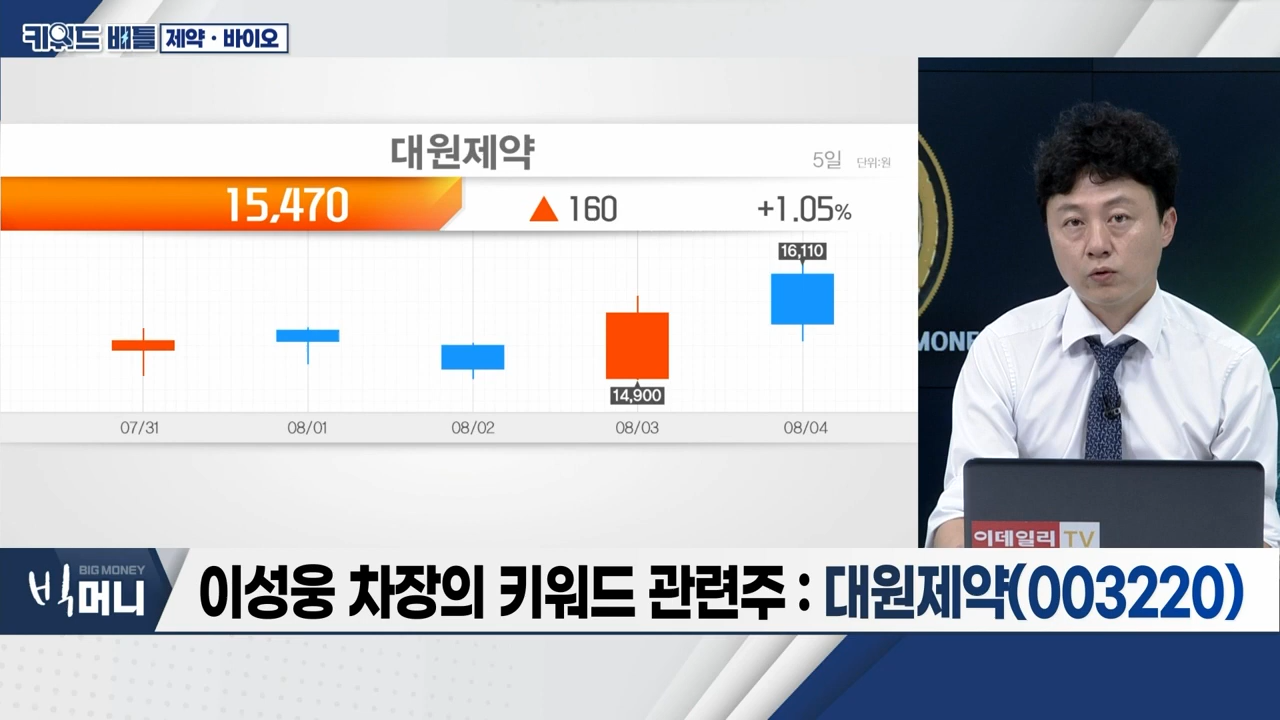 키워드 배틀 제약·바이오
대원제약
5일 단위:원
15,470 ▲ 160 +1.05%
16,110
14,900
07/31 08/01 08/02 08/03 08/04
MONE
이데일리 TV
BIG MONEY
빅머니
이성웅 차장의 키워드 관련주 : 대원제약(003220)